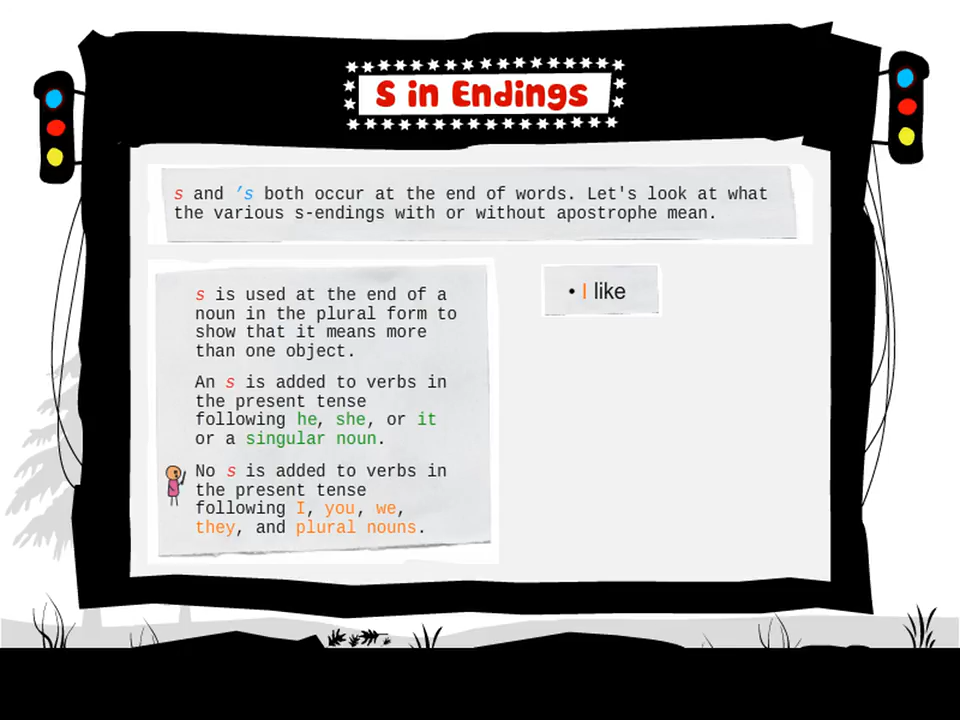 S in Endings
s and ’s both occur at the end of words. Let's look at what
the various s-endings with or without apostrophe mean.
s is used at the end of a
noun in the plural form to
show that it means more
than one object.
An s is added to verbs in
the present tense
following he, she, or it
or a singular noun.
No s is added to verbs in
the present tense
following I, you, we,
they, and plural nouns.
• I like